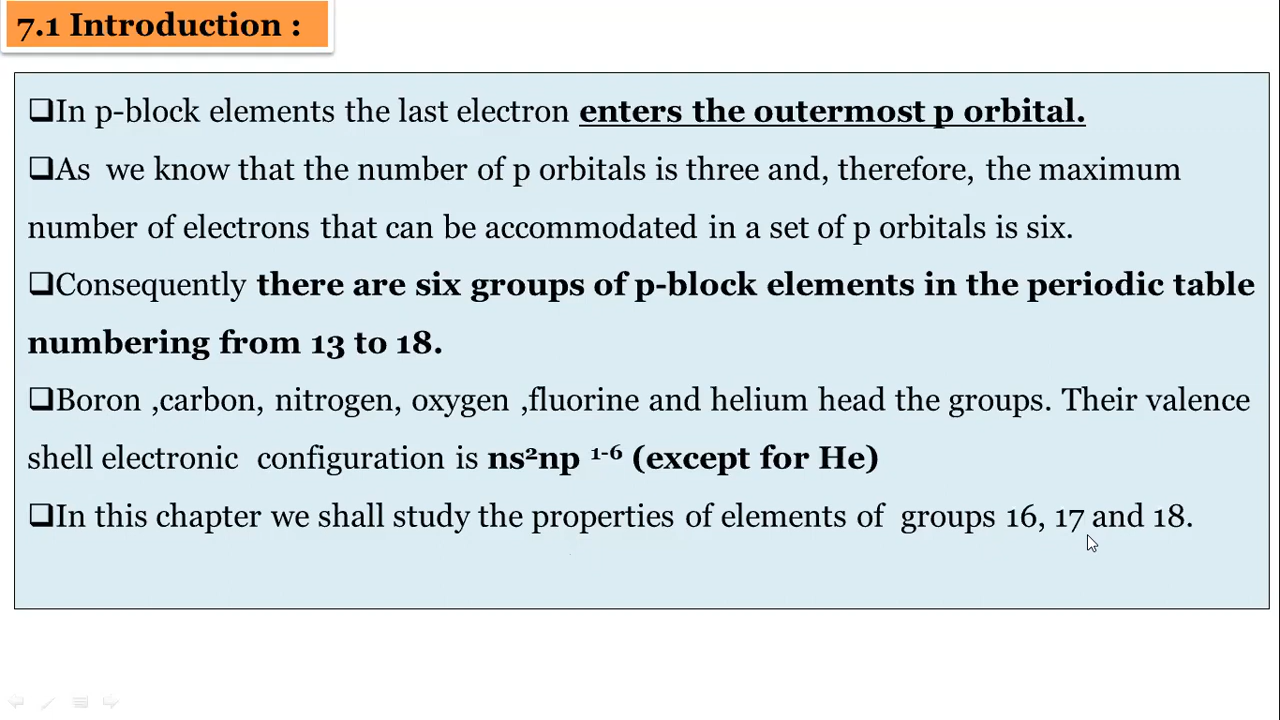 7.1 Introduction :
❑In p-block elements the last electron enters the outermost p orbital.
❑As we know that the number of p orbitals is three and, therefore, the maximum
number of electrons that can be accommodated in a set of p orbitals is six.
❑Consequently there are six groups of p-block elements in the periodic table
numbering from 13 to 18.
❑Boron ,carbon, nitrogen, oxygen ,fluorine and helium head the groups. Their valence
shell electronic configuration is ns²np ¹⁻⁶ (except for He)
❑In this chapter we shall study the properties of elements of groups 16, 17 and 18.